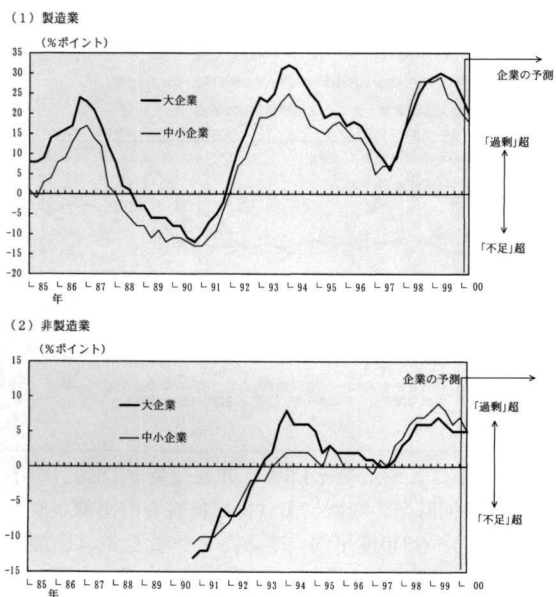 (1) 製造業
(%ポイント)
35
30
25
20
15
10
5
0
-5
-10
-15
-20
大企業
中小企業
企業の予測
「過剰」超
「不足」超
85 86 87 88 89 90 91 92 93 94 95 96 97 98 99 00
年
(2) 非製造業
(%ポイント)
15
10
5
0
-5
-10
-15
大企業
中小企業
企業の予測
「過剰」超
「不足」超
85 86 87 88 89 90 91 92 93 94 95 96 97 98 99 00
年